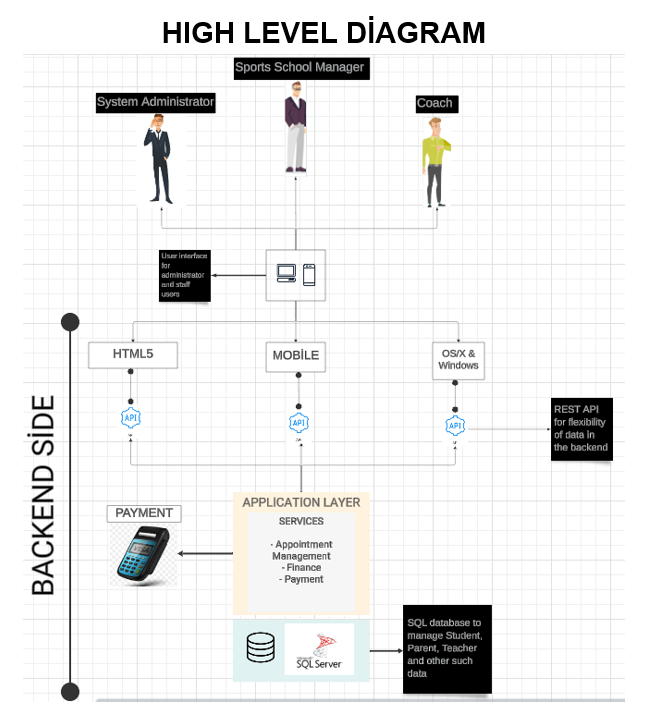 HIGH LEVEL DİAGRAM
Sports School Manager
System Administrator
Coach
User interface
for
administrator
and staff
users
HTML5
MOBİLE
OS/X &
Windows
API
API
API
REST API
for flexibility
of data in
the backend
BACKEND SİDE
APPLICATION LAYER
SERVICES
- Appointment
Management
- Finance
- Payment
PAYMENT
SQL Server
SQL database to
manage Student,
Parent, Teacher
and other such
data